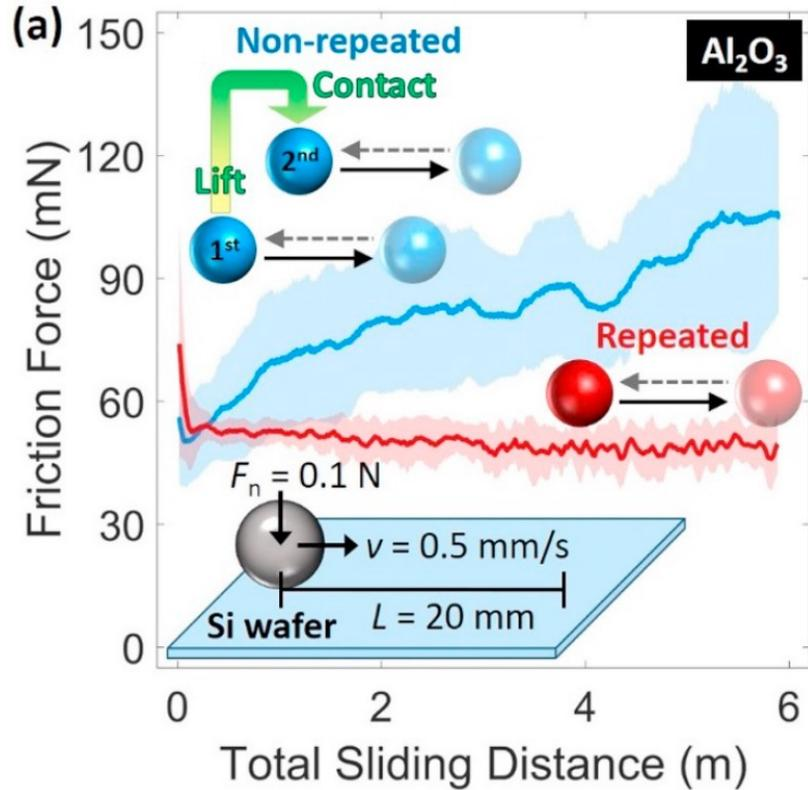 (a)
150
Non-repeated
Al₂O₃
Contact
120
2nd
Lift
1st
90
Repeated
60
Fn = 0.1 N
30
v = 0.5 mm/s
L = 20 mm
Si wafer
0
0 2 4 6
Total Sliding Distance (m)
Friction Force (mN)